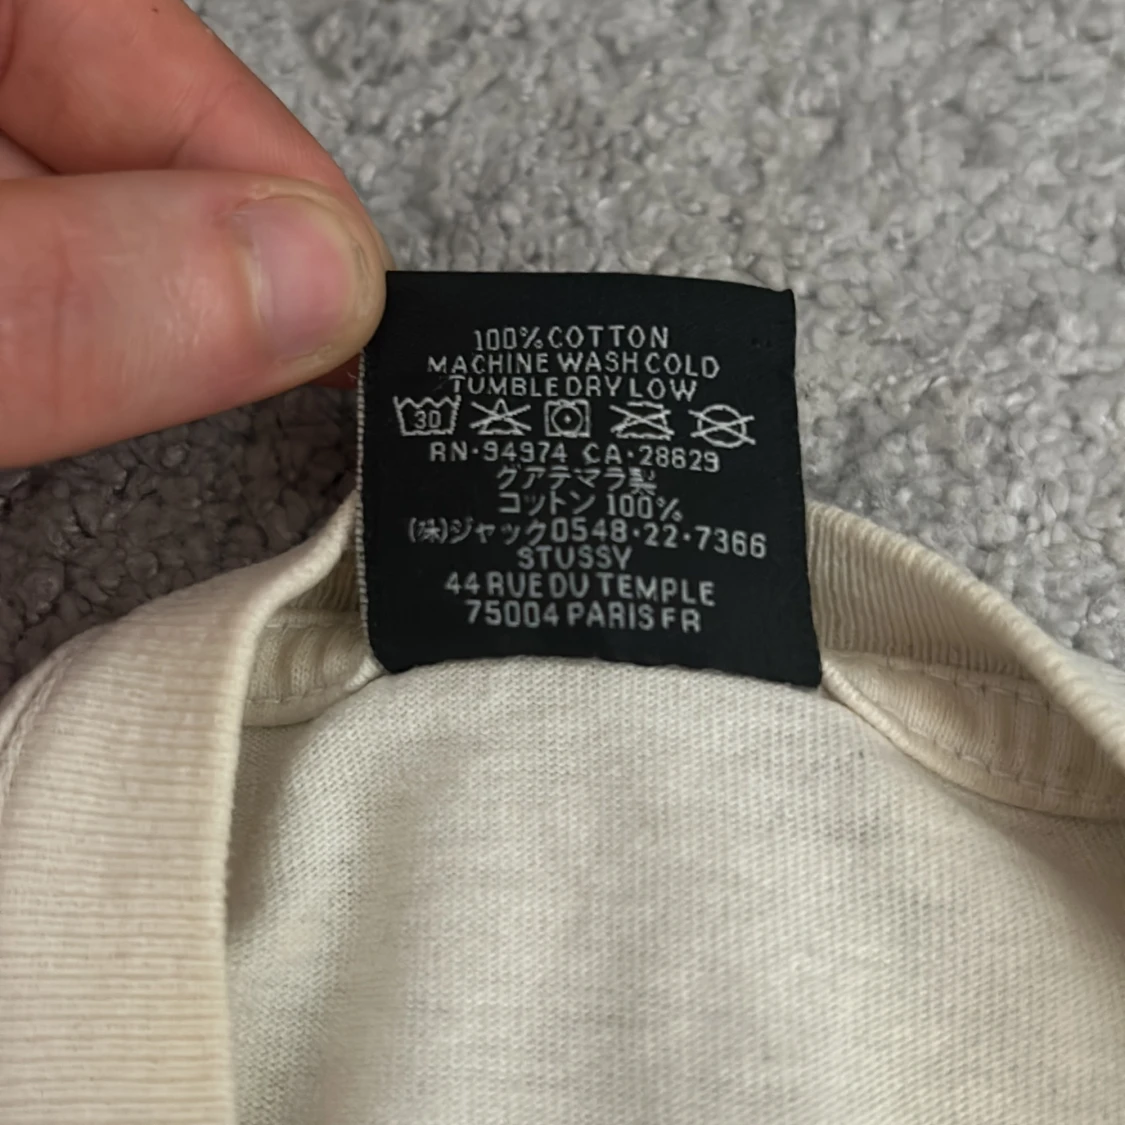 100% COTTON
MACHINE WASH COLD
TUMBLE DRY LOW
30
RN·94974 CA·28829
グアテマラ製
コットン 100%
(株)ジャック0548·22·7366
STUSSY
44 RUE DU TEMPLE
75004 PARIS FR